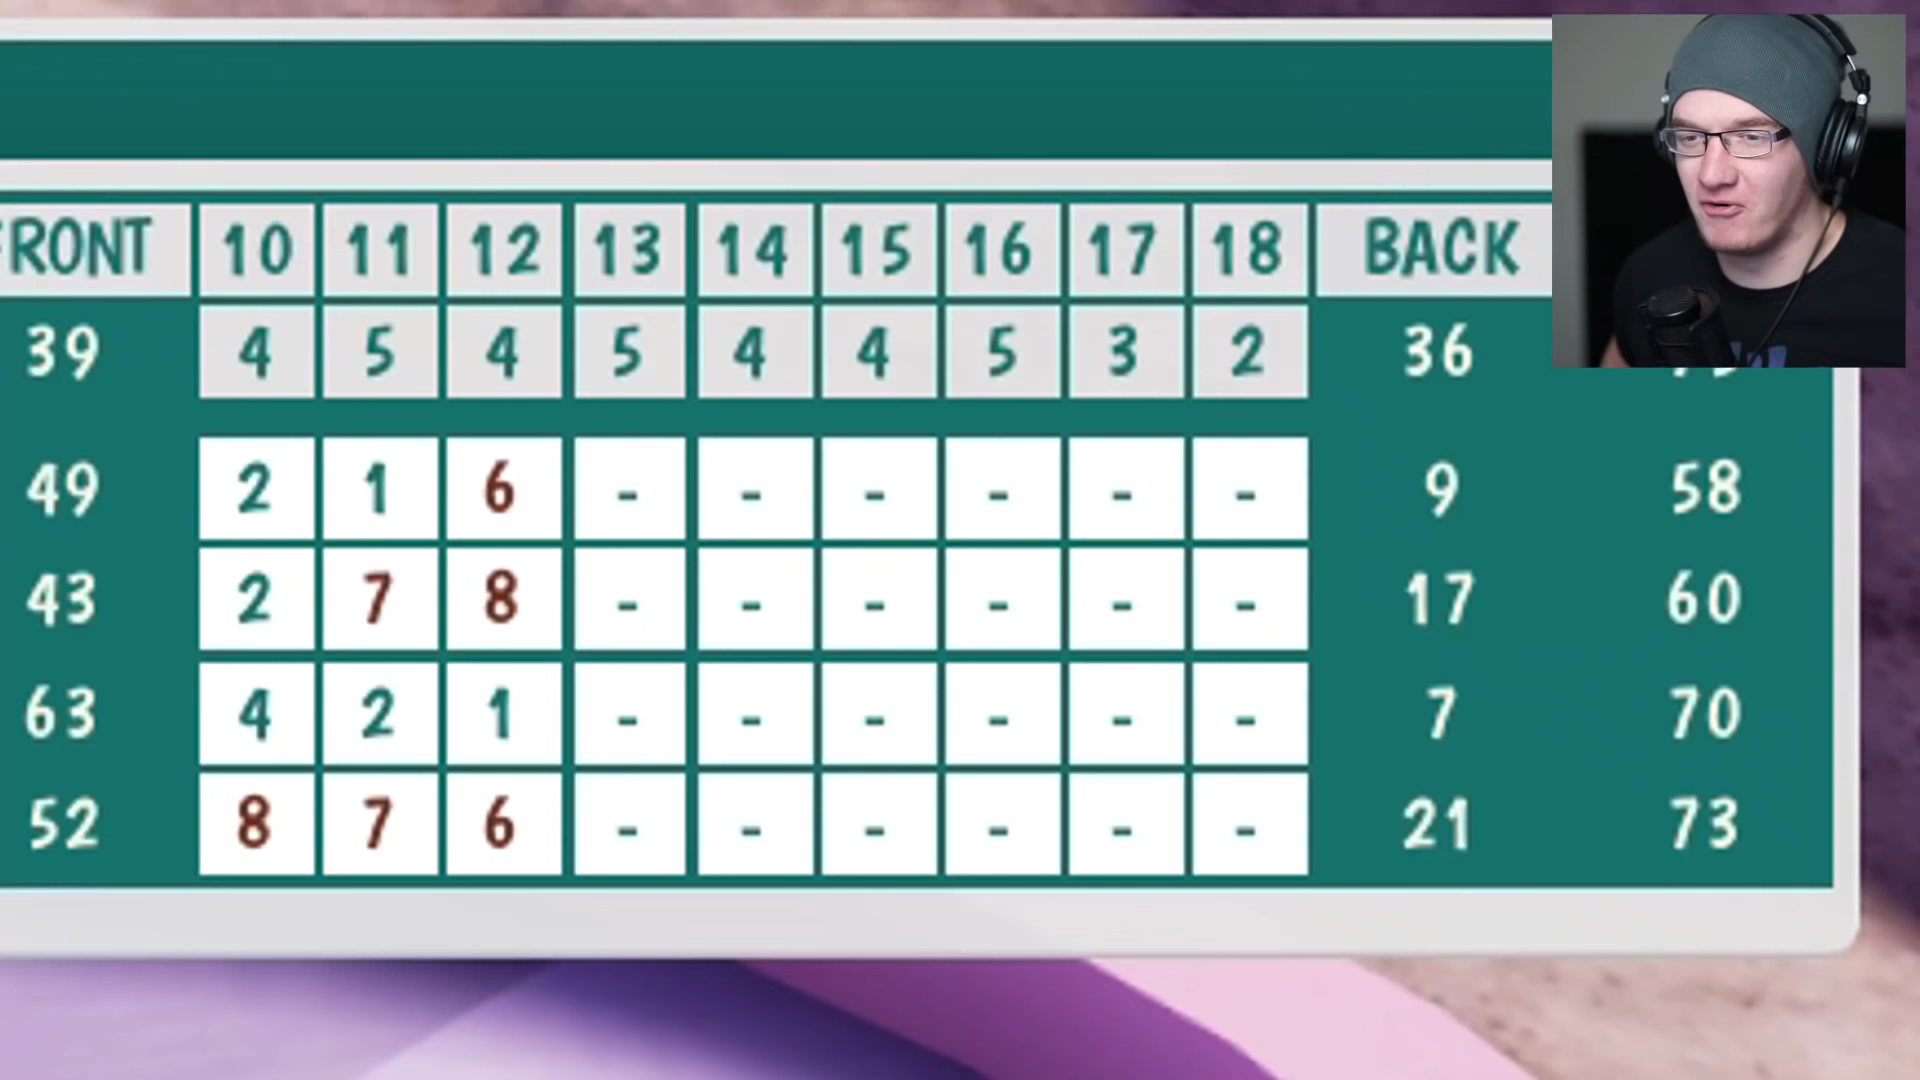 FRONT 10 11 12 13 14 15 16 17 18 BACK
39 4 5 4 5 4 4 5 3 2 36
49 2 1 6 - - - - - - 9 58
43 2 7 8 - - - - - - 17 60
63 4 2 1 - - - - - - 7 70
52 8 7 6 - - - - - - 21 73